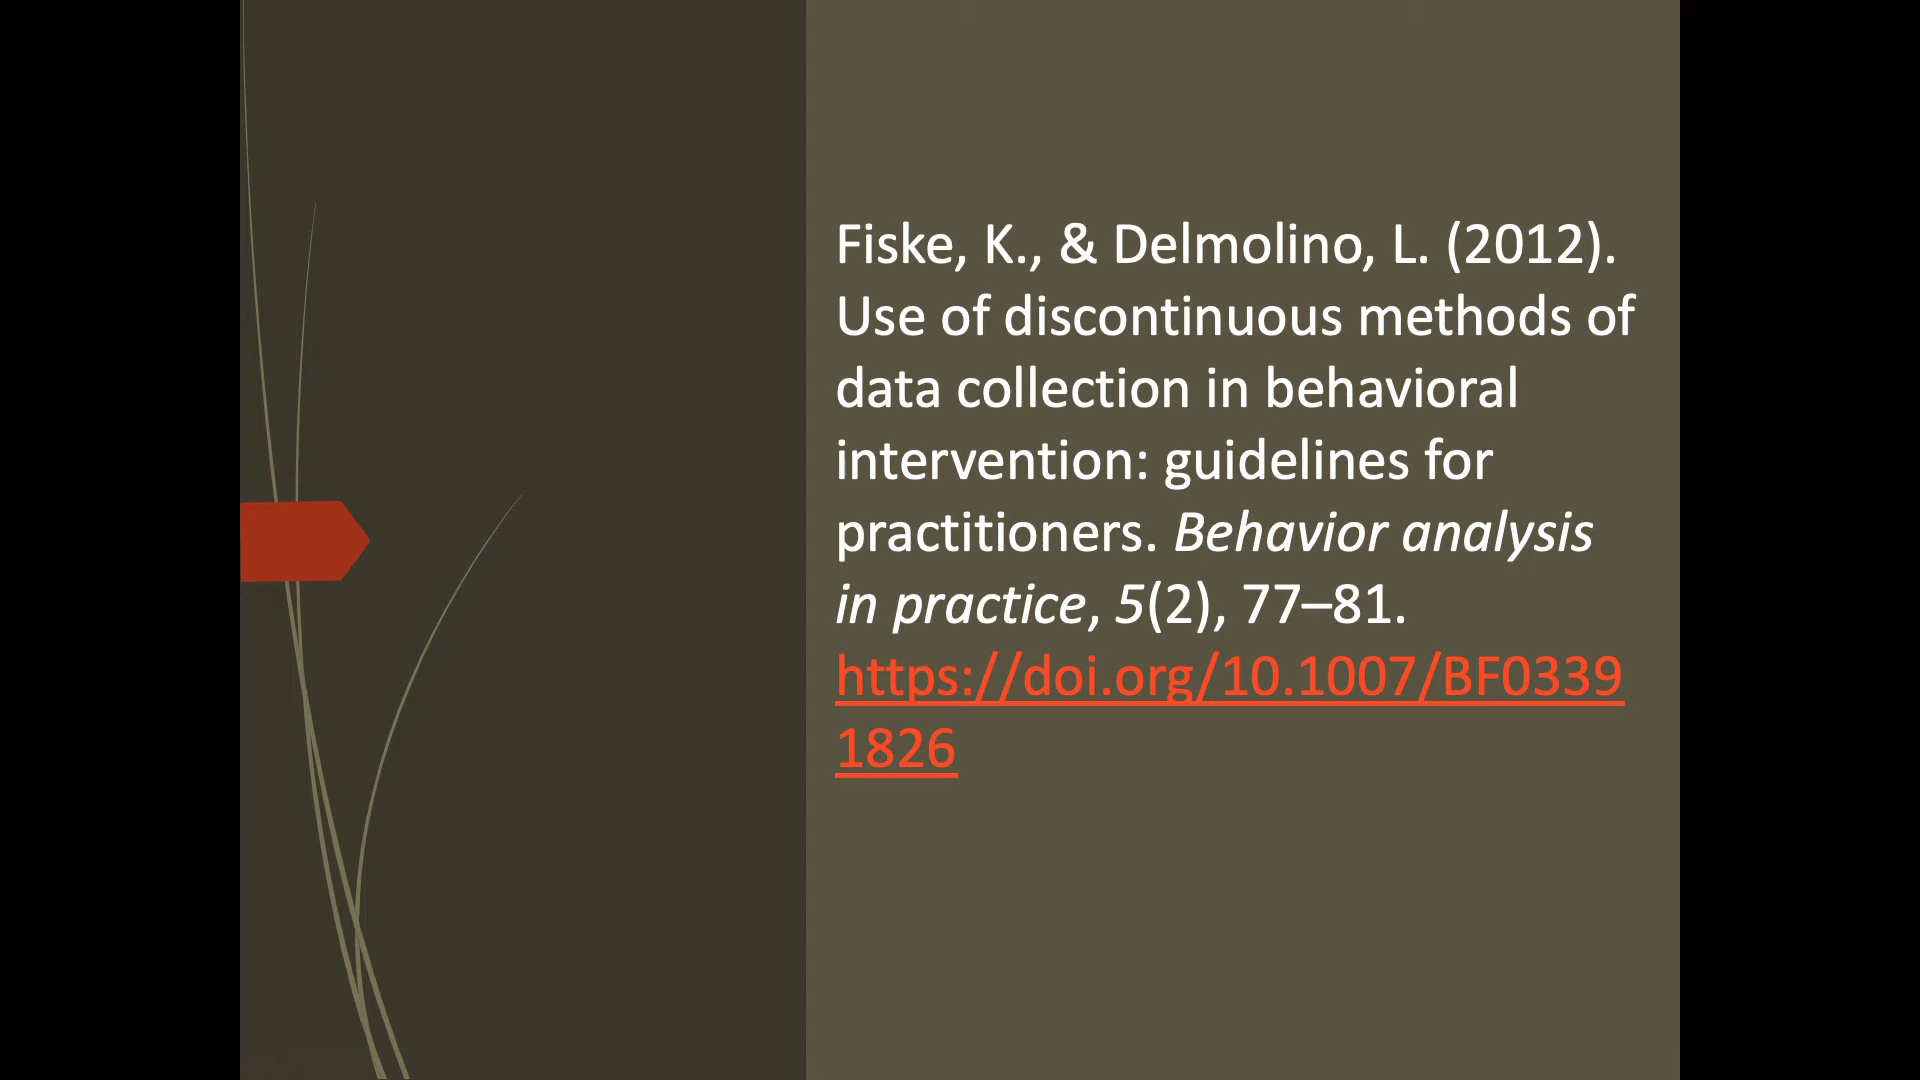 Fiske, K., & Delmolino, L. (2012).
Use of discontinuous methods of
data collection in behavioral
intervention: guidelines for
practitioners. Behavior analysis
in practice, 5(2), 77–81.
https://doi.org/10.1007/BF0339
1826